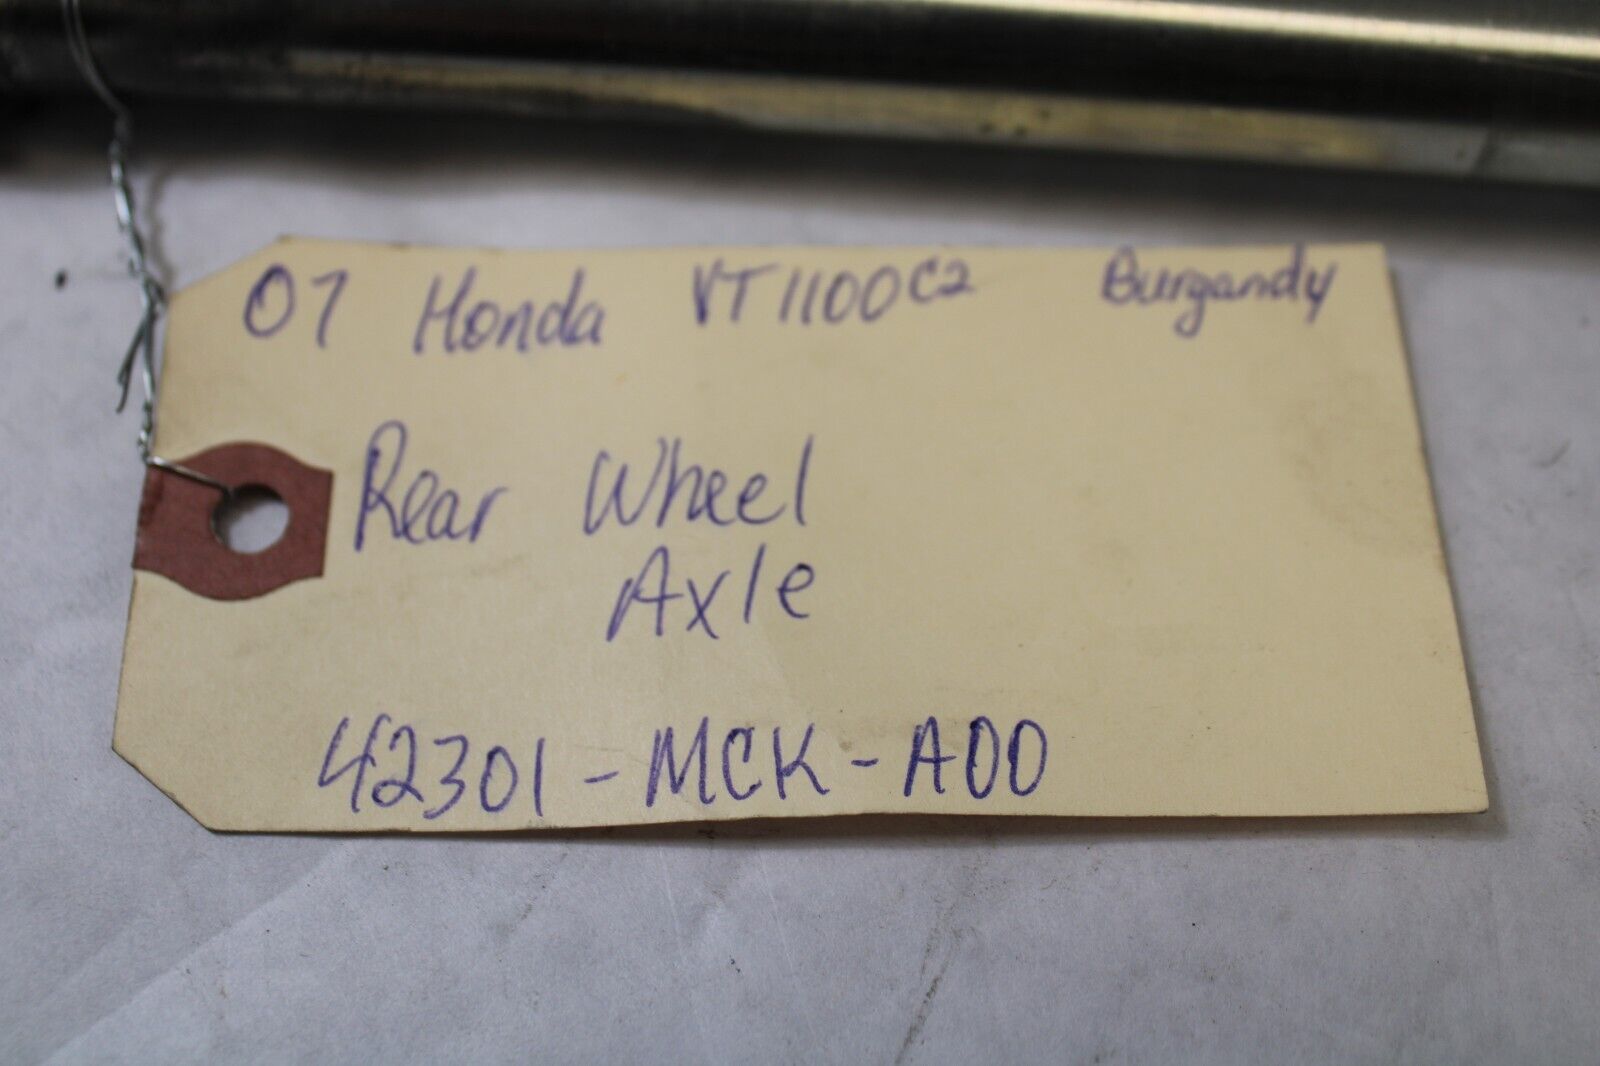 07 Honda VT1100C2 Burgandy
Rear Wheel
Axle
42301-MCK-A00